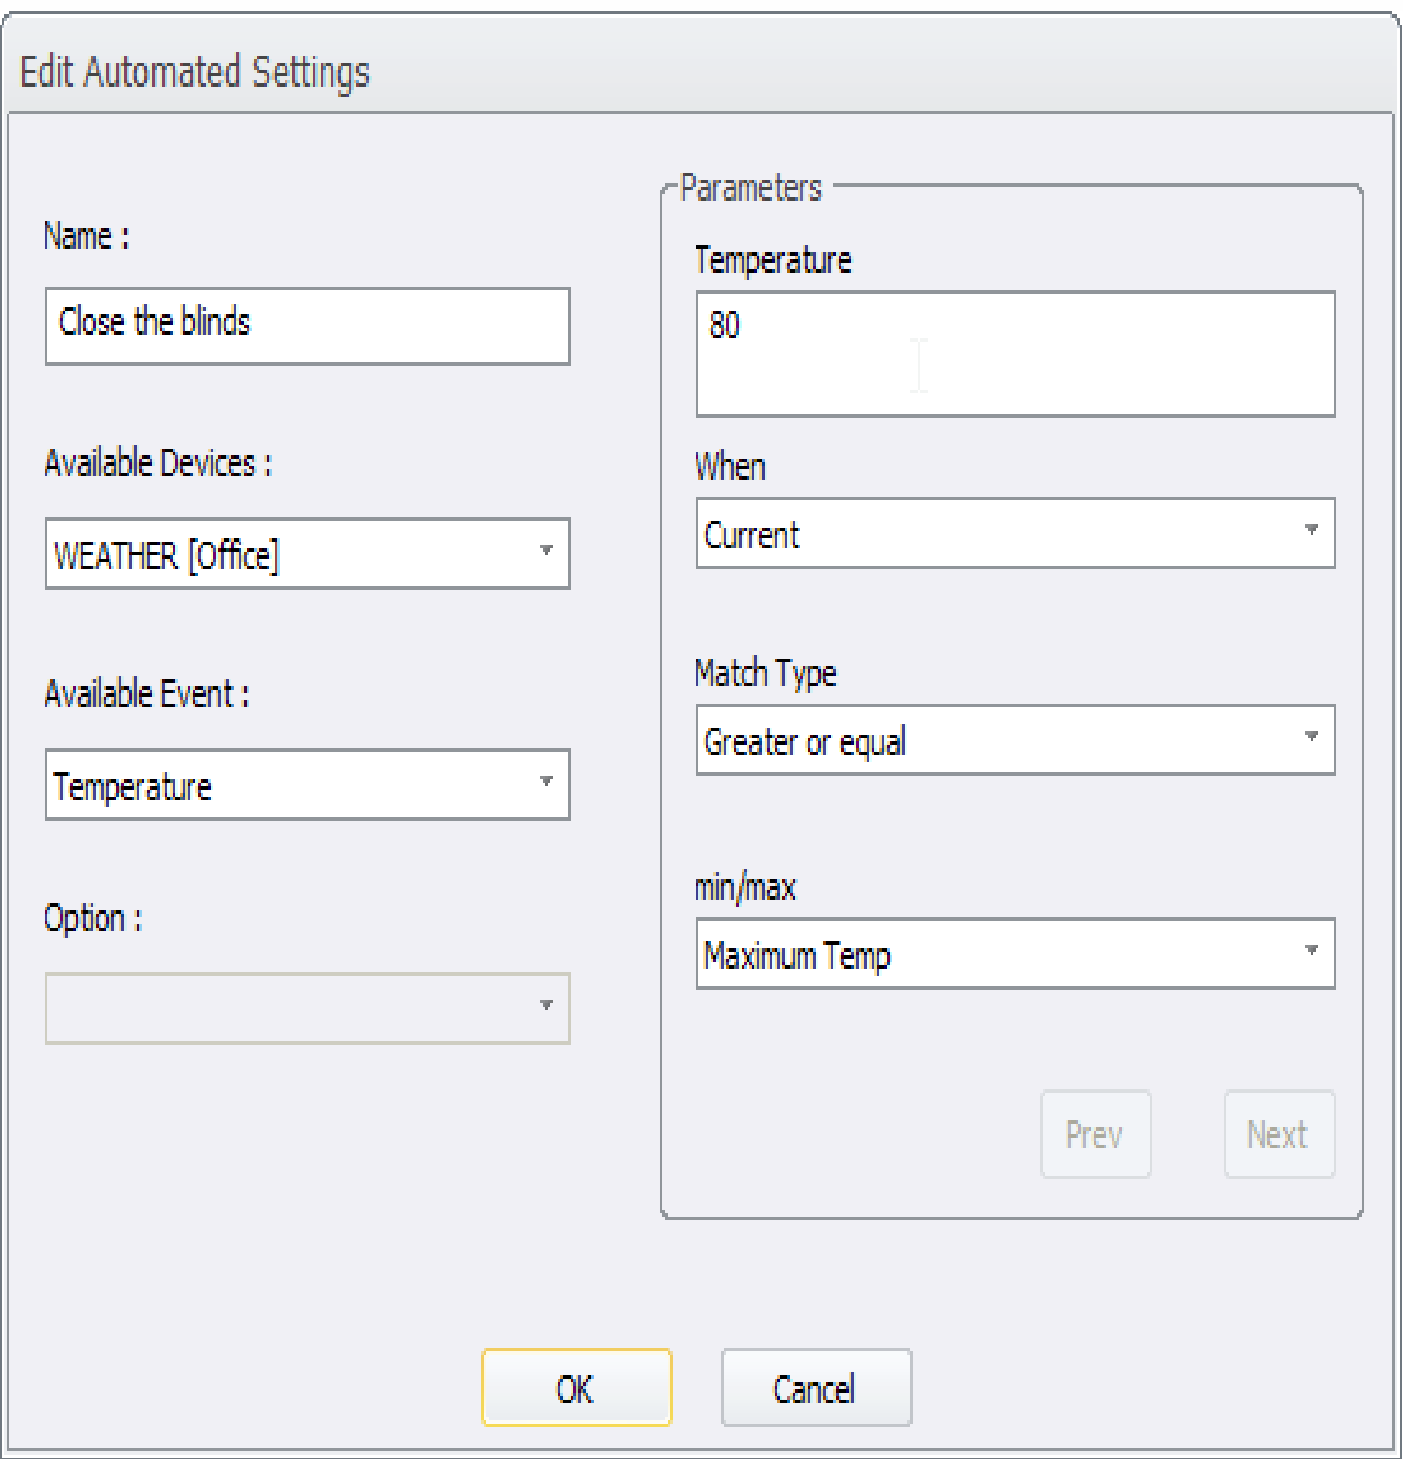 Edit Automated Settings
Name :
Close the blinds
Available Devices :
WEATHER [Office]
Available Event :
Temperature
Option :
Parameters
Temperature
80
When
Current
Match Type
Greater or equal
min/max
Maximum Temp
Prev Next
OK Cancel